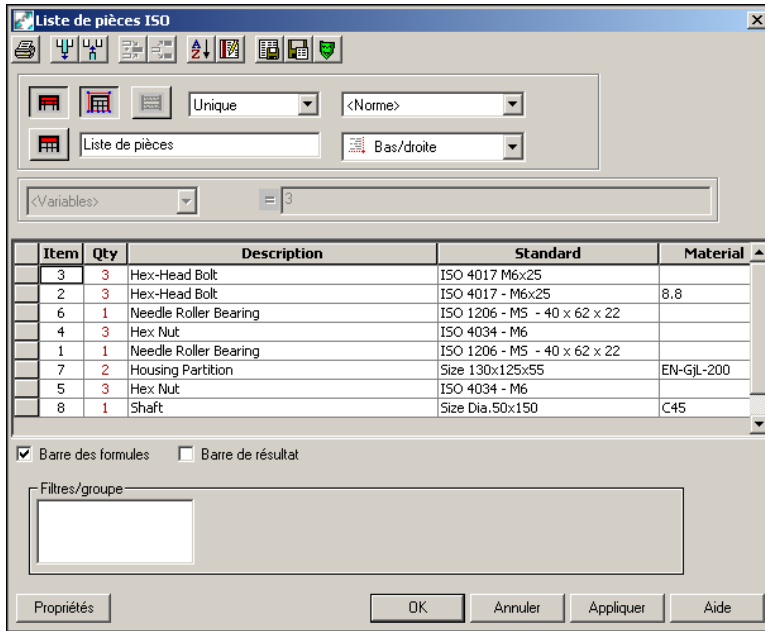 Liste de pièces ISO
Unique <Norme>
Liste de pièces Bas/droite
<Variables> = 3
Item Qty Description Standard Material
3 3 Hex-Head Bolt ISO 4017 M6x25
2 3 Hex-Head Bolt ISO 4017 - M6x25 8.8
6 1 Needle Roller Bearing ISO 1206 - MS - 40 x 62 x 22
4 3 Hex Nut ISO 4034 - M6
1 1 Needle Roller Bearing ISO 1206 - MS - 40 x 62 x 22
7 2 Housing Partition Size 130x125x55 EN-GjL-200
5 3 Hex Nut ISO 4034 - M6
8 1 Shaft Size Dia.50x150 C45
Barre des formules Barre de résultat
Filtres/groupe
Propriétés OK Annuler Appliquer Aide